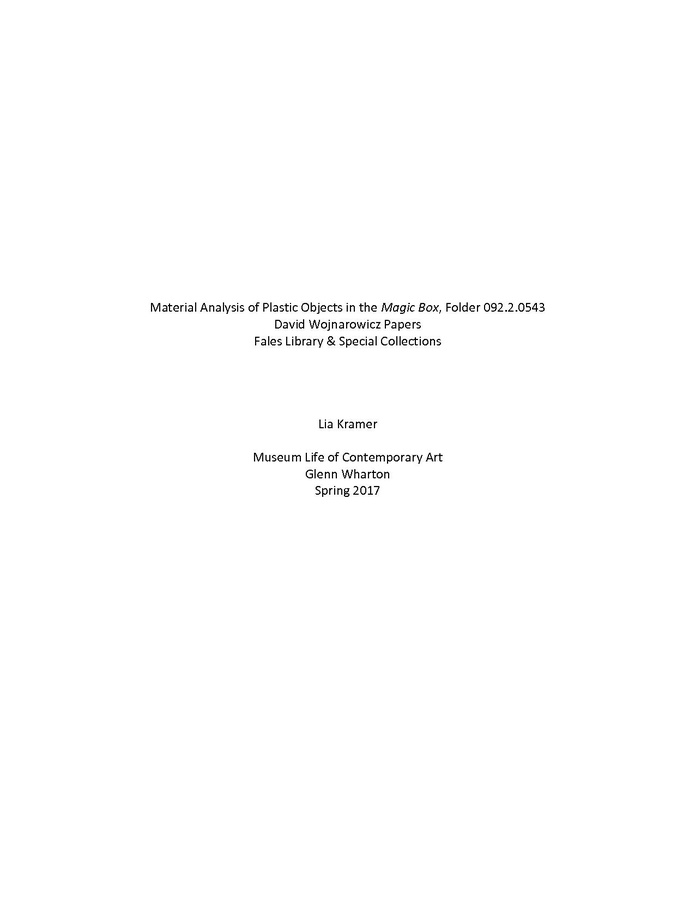 Material Analysis of Plastic Objects in the Magic Box, Folder 092.2.0543
David Wojnarowicz Papers
Fales Library & Special Collections
Lia Kramer
Museum Life of Contemporary Art
Glenn Wharton
Spring 2017